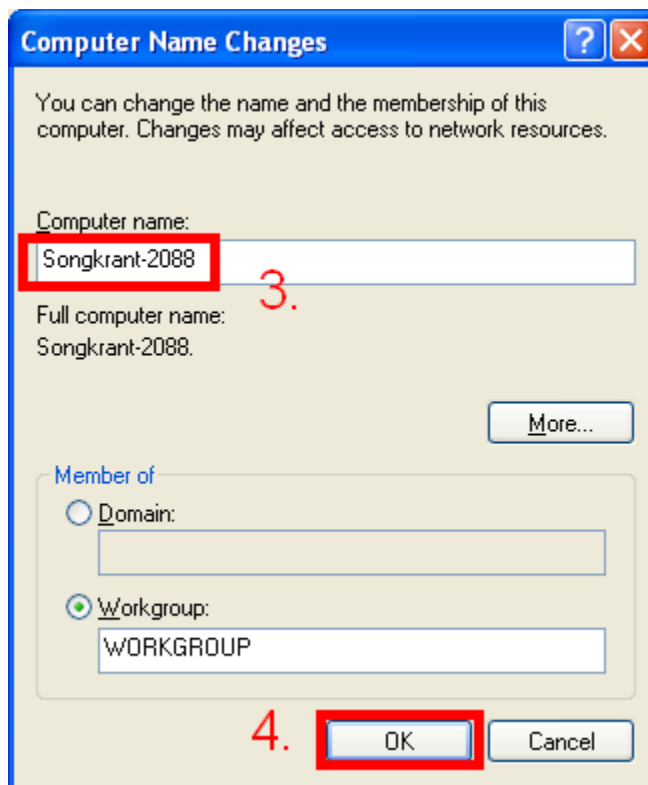 Computer Name Changes
You can change the name and the membership of this
computer. Changes may affect access to network resources.
Computer name:
Songkrant-2088
3.
Full computer name:
Songkrant-2088.
More...
Member of
Domain:
Workgroup:
WORKGROUP
4.
OK
Cancel